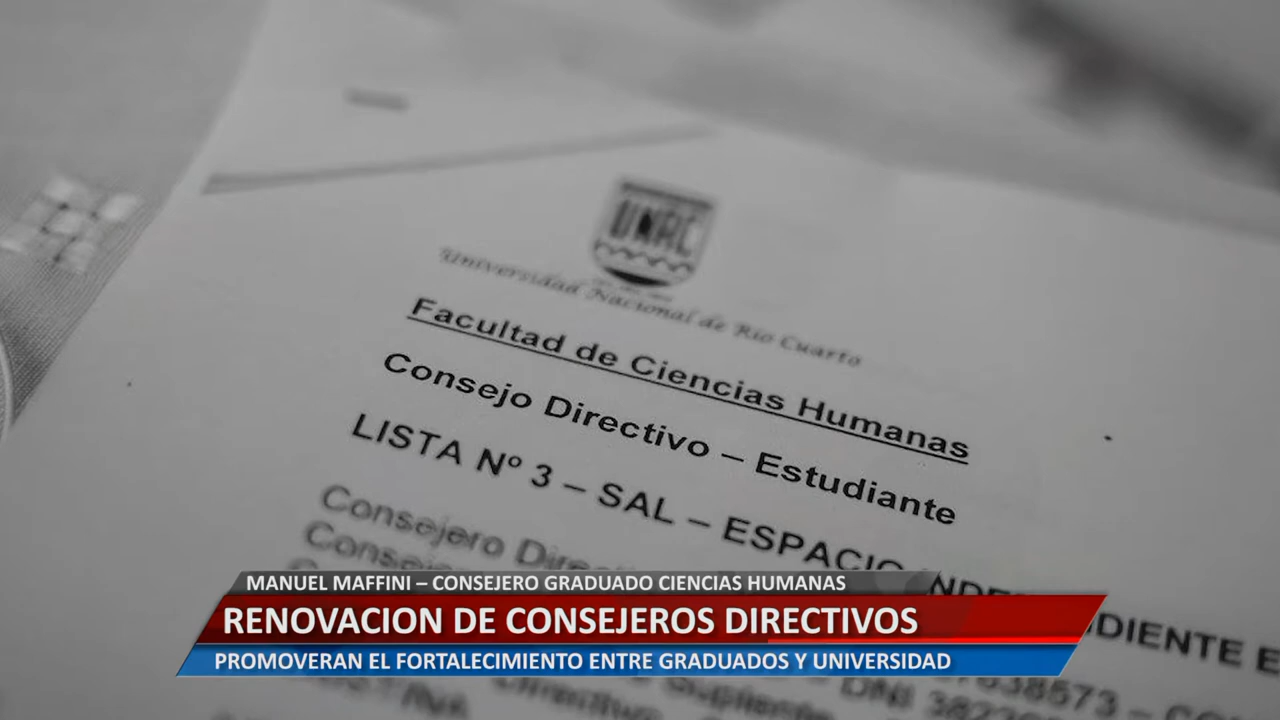 UNRC
Universidad Nacional de Río Cuarto
Facultad de Ciencias Humanas
Consejo Directivo – Estudiante
LISTA Nº 3 – SAL – ESPACIO
Consejero
MANUEL MAFFINI – CONSEJERO GRADUADO CIENCIAS HUMANAS
RENOVACION DE CONSEJEROS DIRECTIVOS
PROMOVERAN EL FORTALECIMIENTO ENTRE GRADUADOS Y UNIVERSIDAD